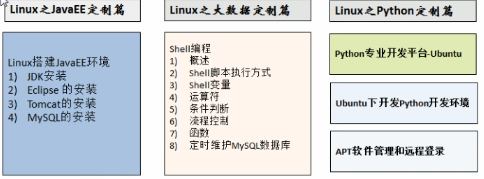 Linux之JavaEE定制篇
Linux搭建JavaEE环境
1) JDK安装
2) Eclipse 的安装
3) Tomcat的安装
4) MySQL的安装
Linux之大数据定制篇
Shell编程
1) 概述
2) Shell脚本执行方式
3) Shell变量
4) 运算符
5) 条件判断
6) 流程控制
7) 函数
8) 定时维护MySQL数据库
Linux之Python定制篇
Python专业开发平台-Ubuntu
Ubuntu下开发Python开发环境
APT软件管理和远程登录